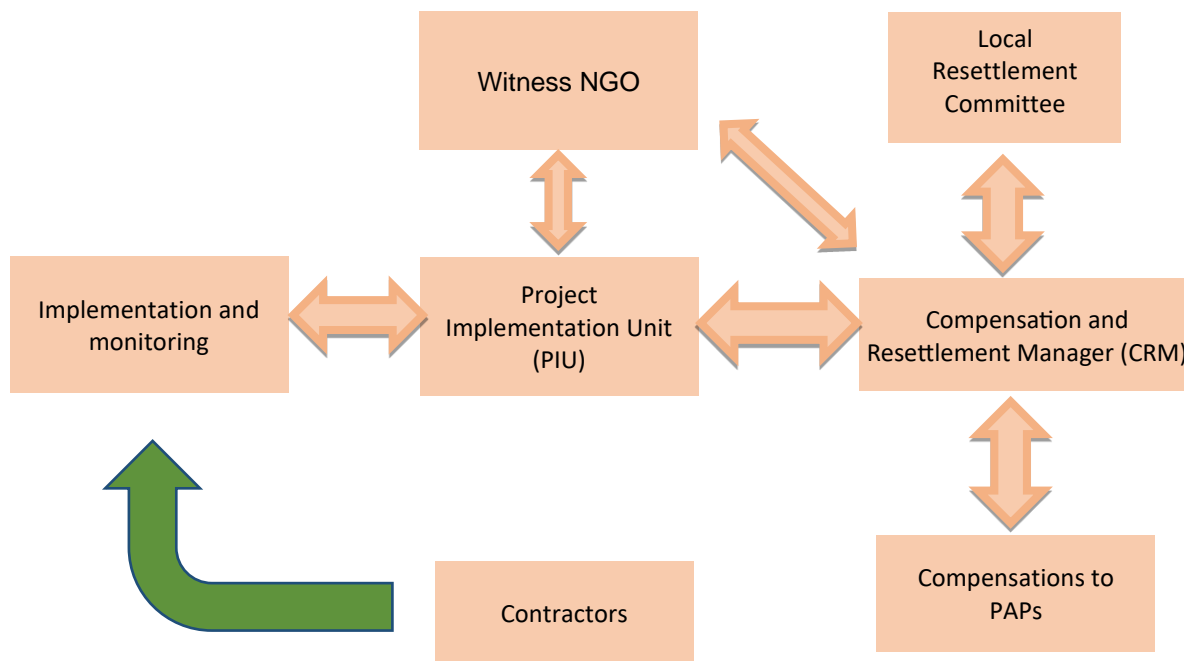 Witness NGO
Local
Resettlement
Committee
Implementation and
monitoring
Project
Implementation Unit
(PIU)
Compensation and
Resettlement Manager (CRM)
Contractors
Compensations to
PAPs